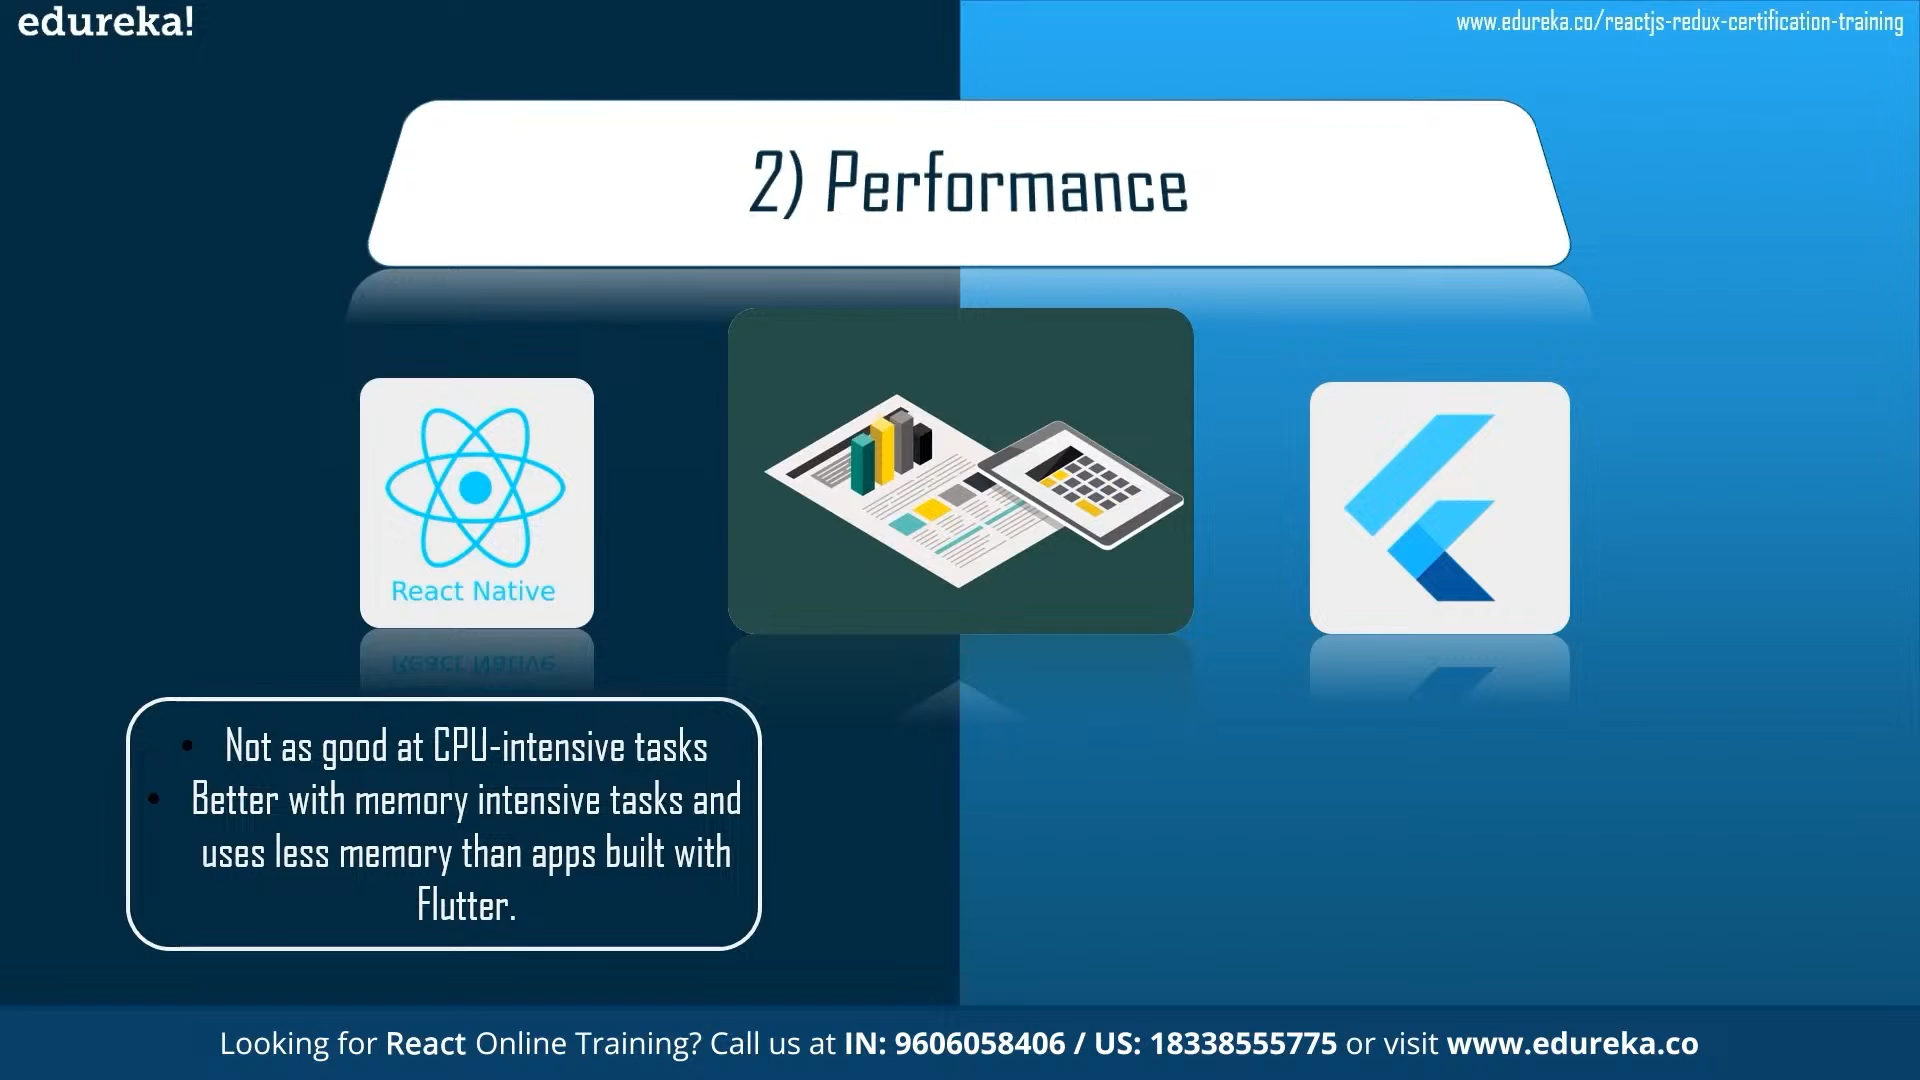 edureka!
www.edureka.co/reactjs-redux-certification-training
2) Performance
React Native
• Not as good at CPU-intensive tasks
• Better with memory intensive tasks and
uses less memory than apps built with
Flutter.
Looking for React Online Training? Call us at IN: 9606058406 / US: 18338555775 or visit www.edureka.co